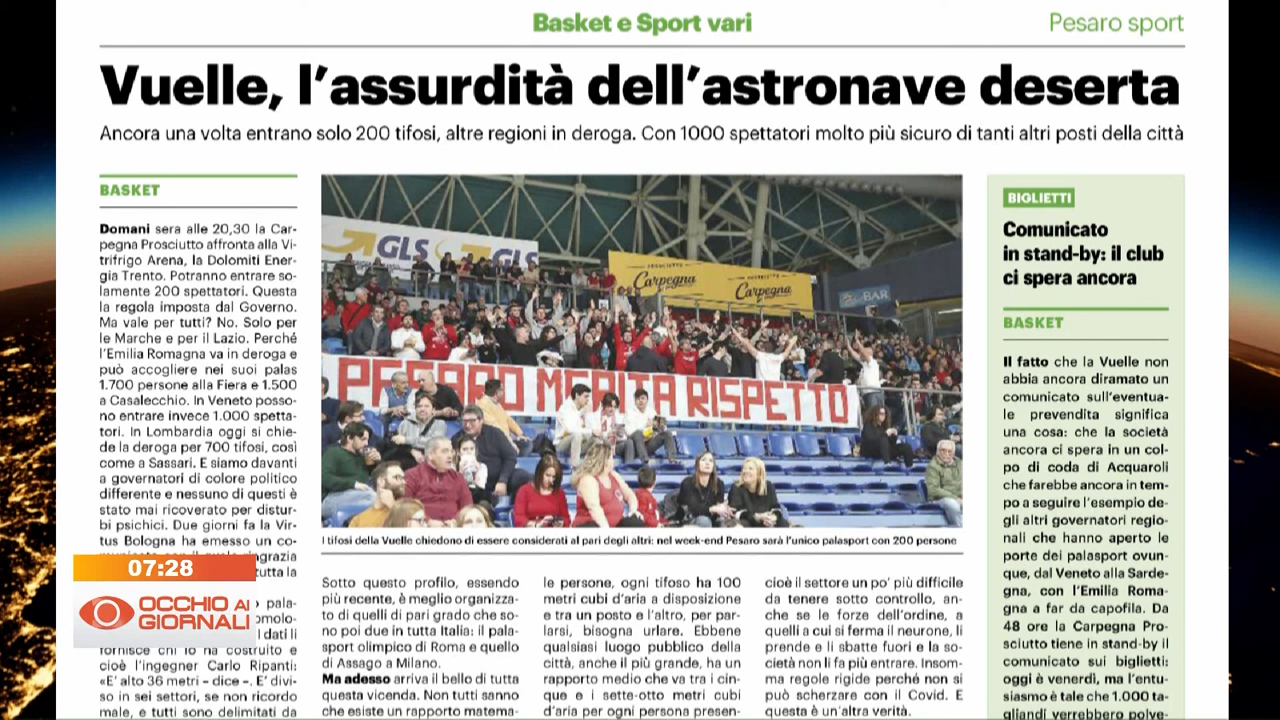 Basket e Sport vari
Pesaro sport
Vuelle, l'assurdità dell'astronave deserta
Ancora una volta entrano solo 200 tifosi, altre regioni in deroga. Con 1000 spettatori molto più sicuro di tanti altri posti della città
BASKET
Domani sera alle 20,30 la Car-
pegna Prosciutto affronta alla Vi-
trifrigo Arena, la Dolomiti Ener-
gia Trento. Potranno entrare so-
lamente 200 spettatori. Questa
la regola imposta dal Governo.
Ma vale per tutti? No. Solo per
le Marche e per il Lazio. Perché
l'Emilia Romagna va in deroga e
può accogliere nei suoi palas
1.700 persone alla Fiera e 1.500
a Casalecchio. In Veneto posso-
no entrare invece 1.000 spetta-
tori. In Lombardia oggi si chie-
de la deroga per 700 tifosi, così
come a Sassari. E siamo davanti
a governatori di colore politico
differente e nessuno di questi è
stato mai ricoverato per distur-
bi psichici. Due giorni fa la Vir-
tus Bologna ha emesso un co-
ingrazia
tutta la
pala-
omolo-
I dati li
fornisce chi lo ha costruito e
cioè l'ingegner Carlo Ripanti:
«E' alto 36 metri – dice –. E' divi-
so in sei settori, se non ricordo
male, e tutti sono delimitati da
07:28
OCCHIO AI
GIORNALI
GLS
GLS
Carpegna
Carpegna
BAR
PESARO MERITA RISPETTO
I tifosi della Vuelle chiedono di essere considerati al pari degli altri: nel week-end Pesaro sarà l'unico palasport con 200 persone
Sotto questo profilo, essendo
più recente, è meglio organizza-
to di quelli di pari grado che so-
no poi due in tutta Italia: il pala-
sport olimpico di Roma e quello
di Assago a Milano.
Ma adesso arriva il bello di tutta
questa vicenda. Non tutti sanno
che esiste un rapporto matema-
le persone, ogni tifoso ha 100
metri cubi d'aria a disposizione
e tra un posto e l'altro, per par-
larsi, bisogna urlare. Ebbene
qualsiasi luogo pubblico della
città, anche il più grande, ha un
rapporto medio che va tra i cin-
que e i sette-otto metri cubi
d'aria per ogni persona presen-
cioè il settore un po' più difficile
da tenere sotto controllo, an-
che se le forze dell'ordine, a
quelli a cui si ferma il neurone, li
prende e li sbatte fuori e la so-
cietà non li fa più entrare. Insom-
ma regole rigide perché non si
può scherzare con il Covid. E
questa è un'altra verità.
BIGLIETTI
Comunicato
in stand-by: il club
ci spera ancora
BASKET
Il fatto che la Vuelle non
abbia ancora diramato un
comunicato sull'eventua-
le prevendita significa
una cosa: che la società
ancora ci spera in un col-
po di coda di Acquaroli
che farebbe ancora in tem-
po a seguire l'esempio de-
gli altri governatori regio-
nali che hanno aperto le
porte dei palasport ovun-
que, dal Veneto alla Sarde-
gna, con l'Emilia Roma-
gna a far da capofila. Da
48 ore la Carpegna Pro-
sciutto tiene in stand-by il
comunicato sui biglietti:
oggi è venerdì, ma l'entu-
siasmo è tale che 1.000 ta-
gliandi verrebbero polve-